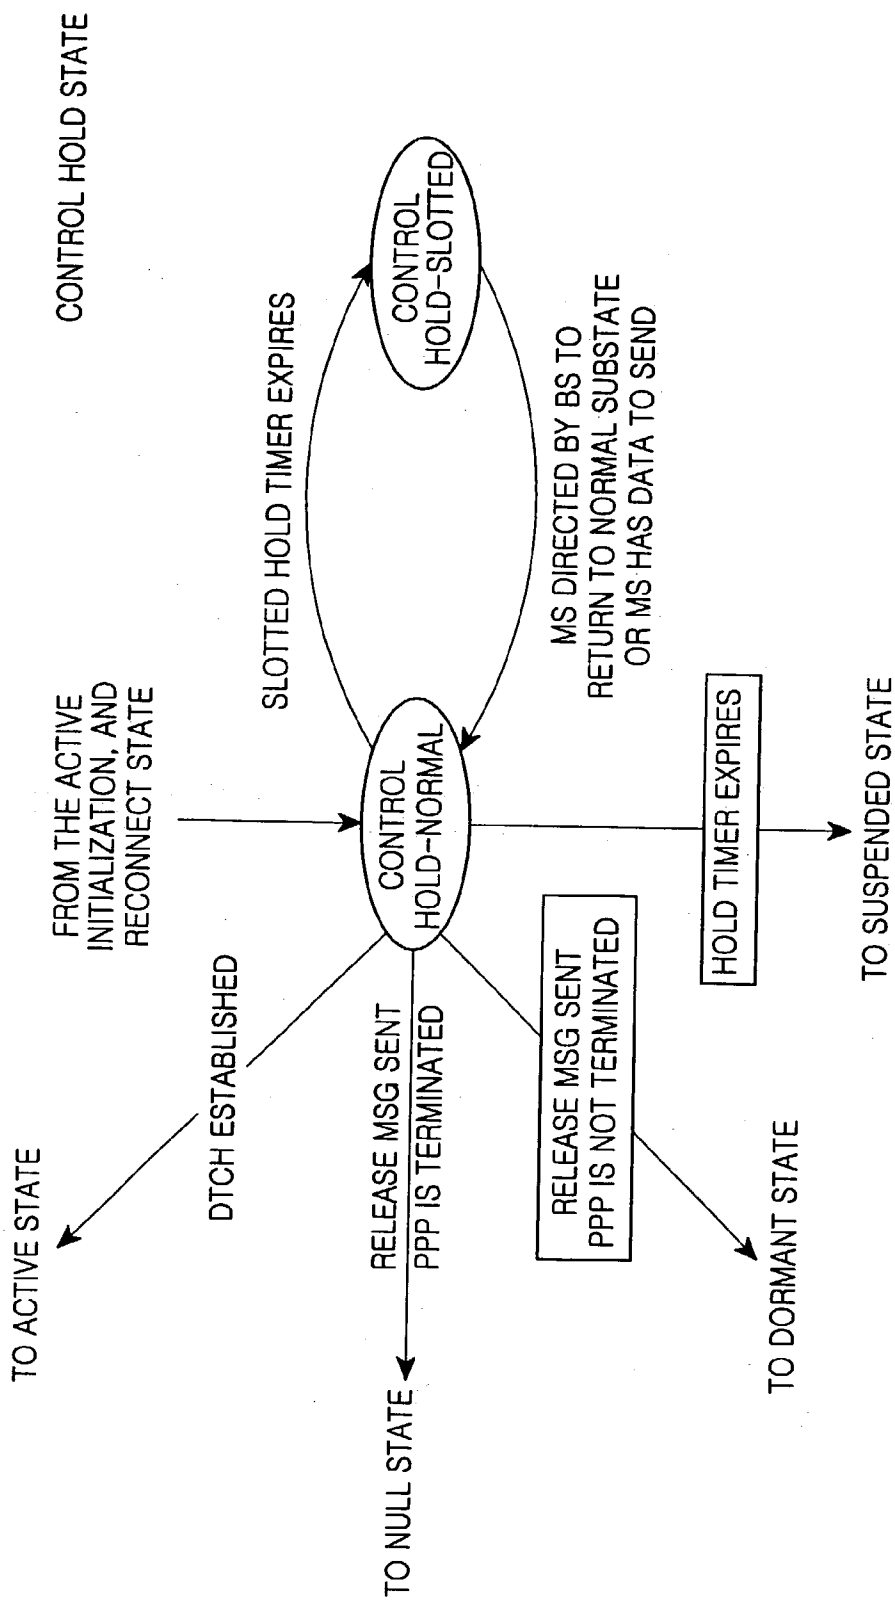 CONTROL HOLD STATE
FROM THE ACTIVE
INITIALIZATION, AND
RECONNECT STATE
TO ACTIVE STATE
DTCH ESTABLISHED
SLOTTED HOLD TIMER EXPIRES
CONTROL
HOLD-NORMAL
CONTROL
HOLD-SLOTTED
TO NULL STATE
RELEASE MSG SENT
PPP IS TERMINATED
MS DIRECTED BY BS TO
RETURN TO NORMAL SUBSTATE
OR MS HAS DATA TO SEND
RELEASE MSG SENT
PPP IS NOT TERMINATED
HOLD TIMER EXPIRES
TO DORMANT STATE
TO SUSPENDED STATE